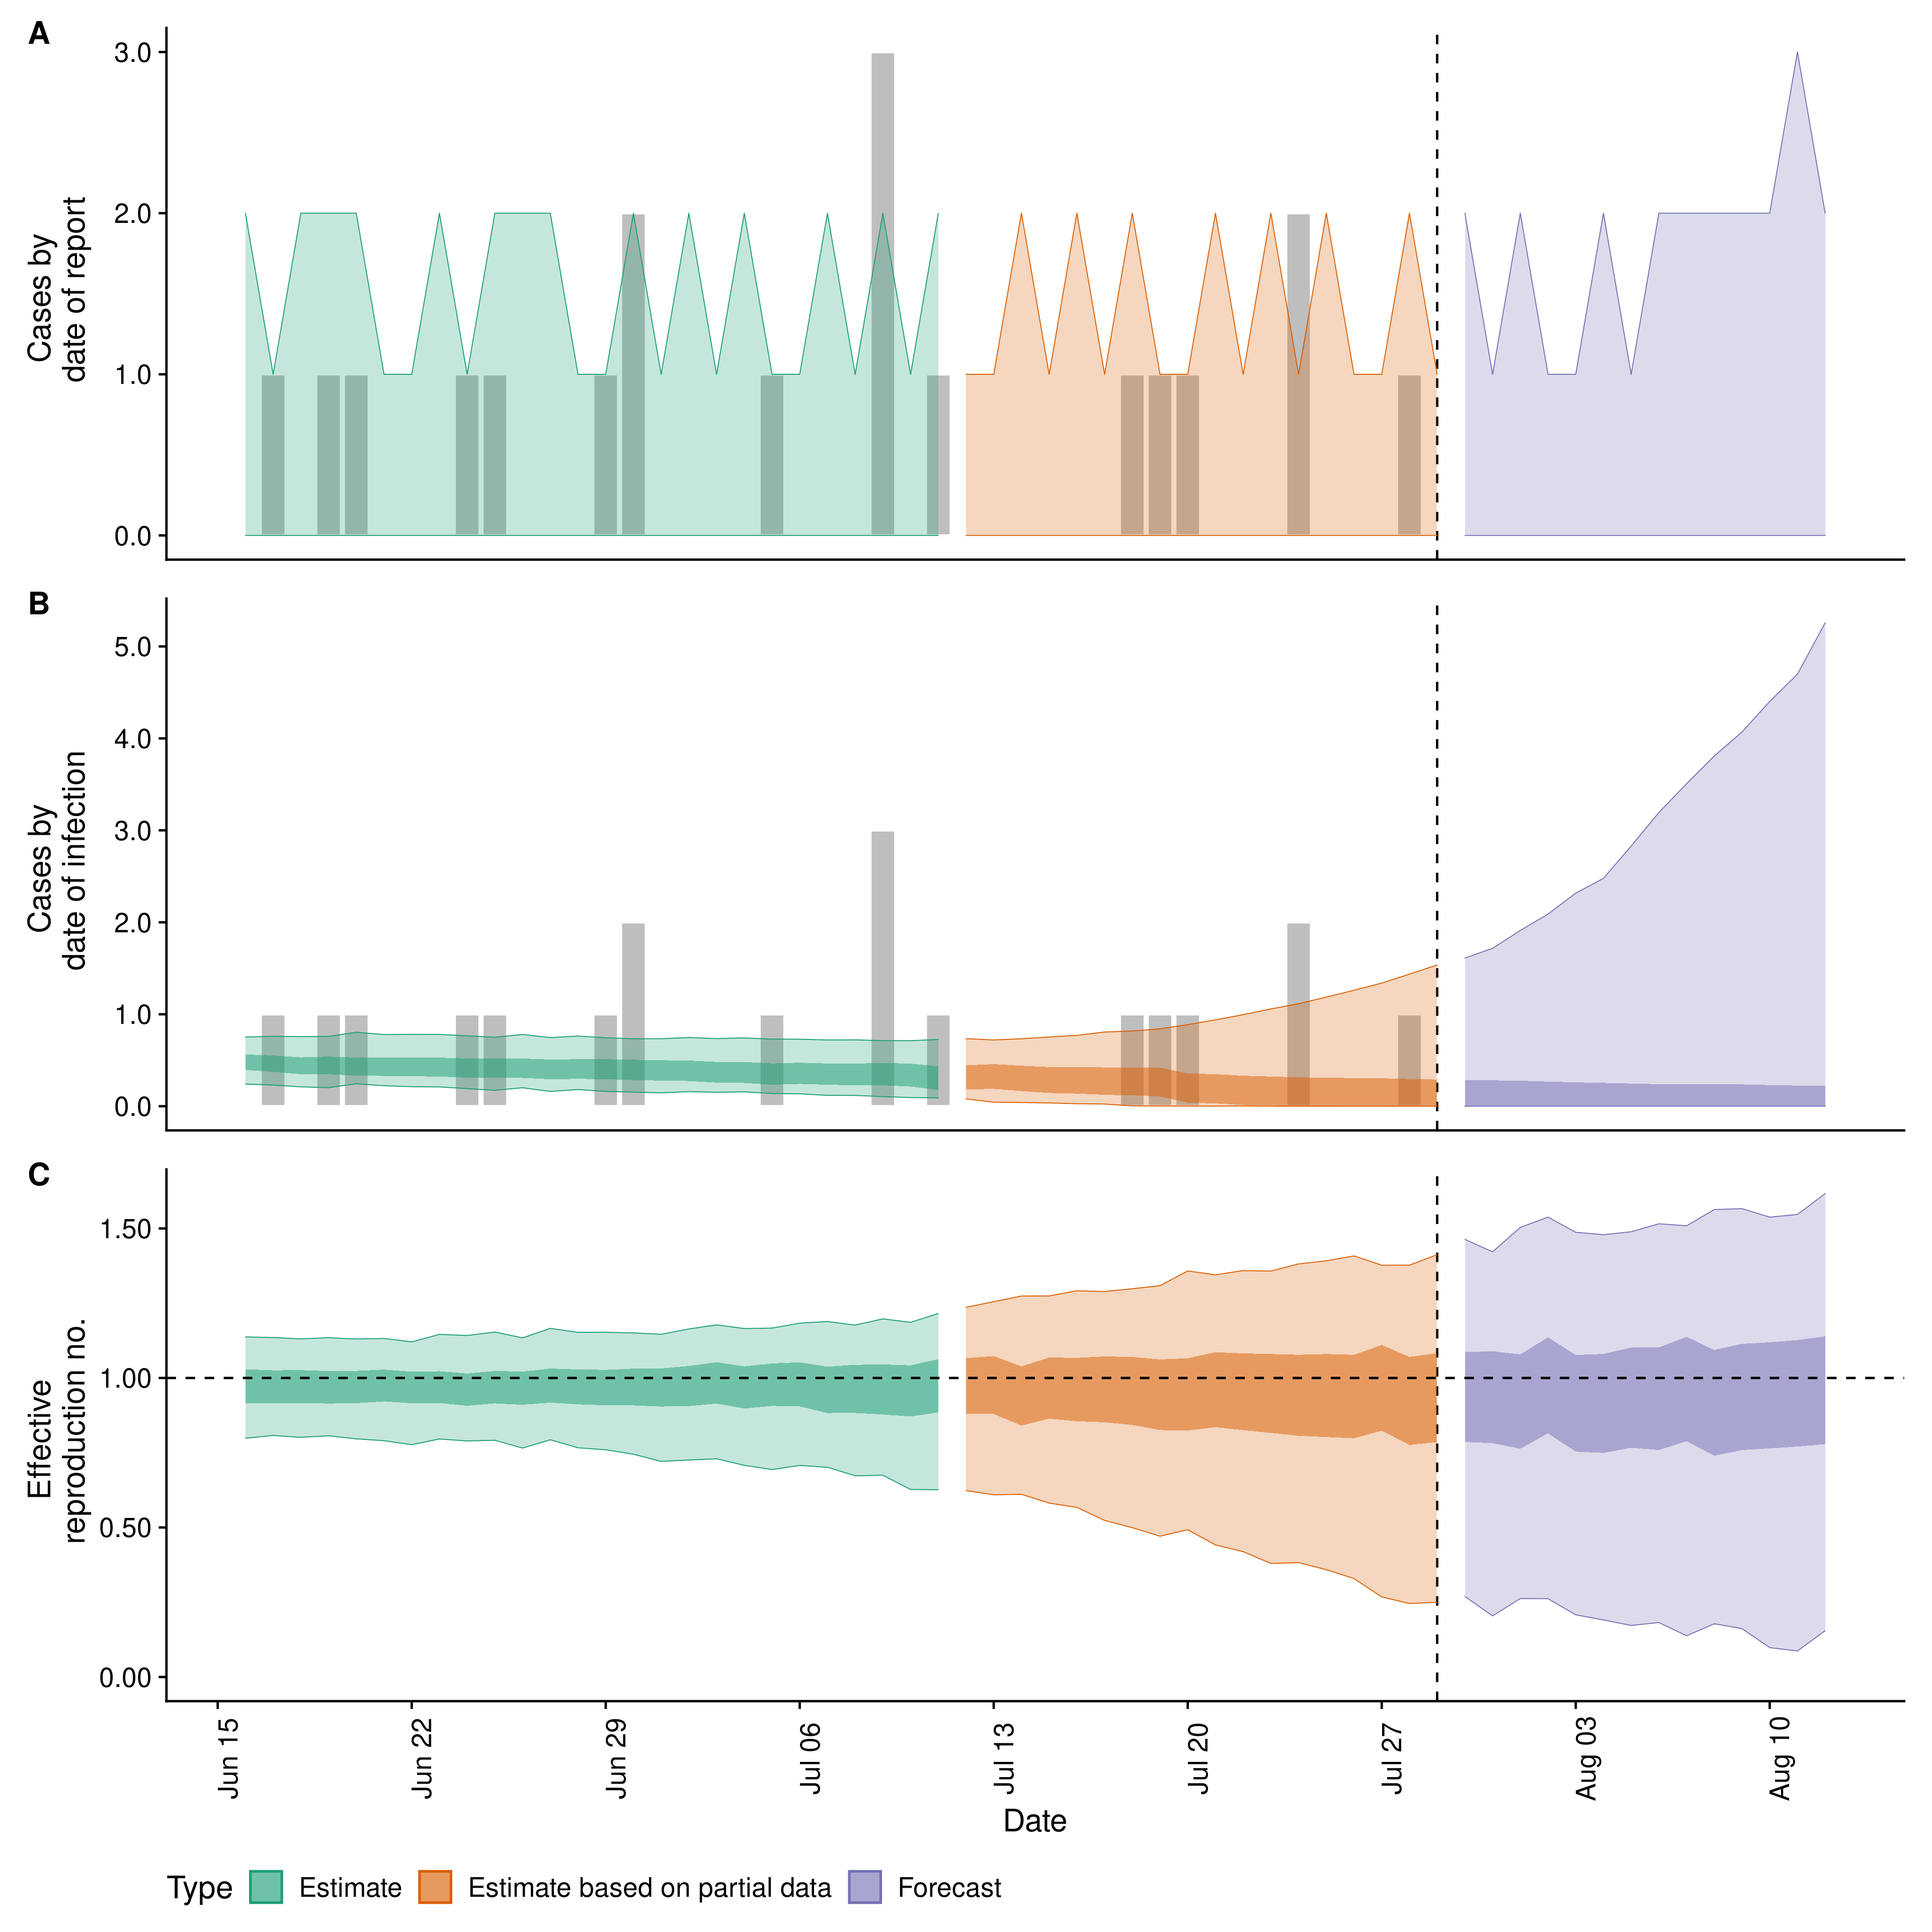 A
3.0
2.0
1.0
0.0
Cases by
date of report
B
5.0
4.0
3.0
2.0
1.0
0.0
Cases by
date of infection
C
1.50
1.00
0.50
0.00
Effective
reproduction no.
Jun 15
Jun 22
Jun 29
Jul 06
Jul 13
Jul 20
Jul 27
Aug 03
Aug 10
Date
Type Estimate Estimate based on partial data Forecast